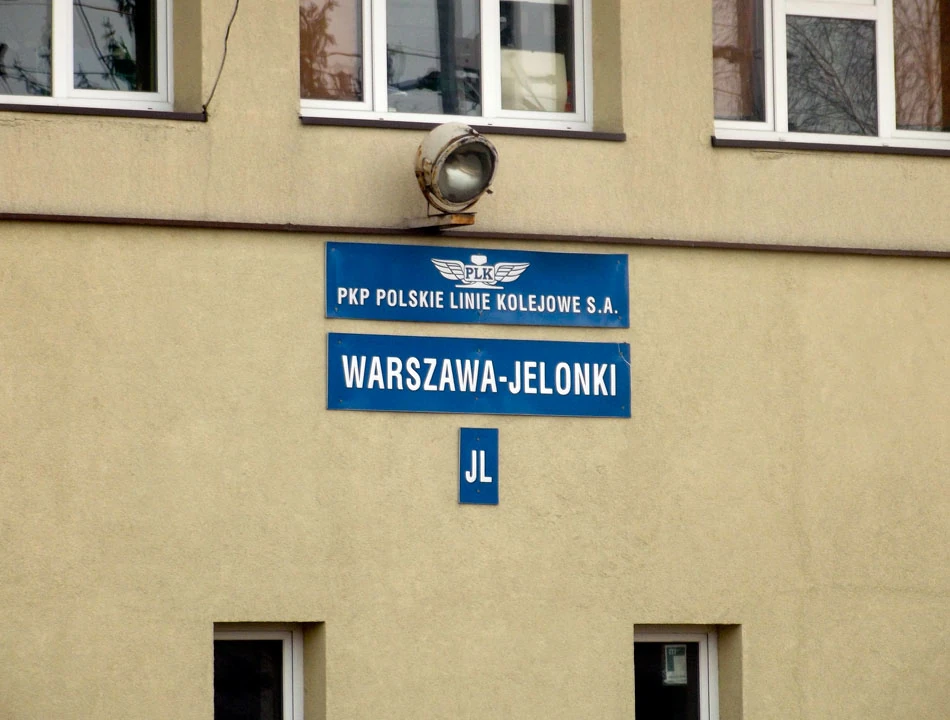 PLK
PKP POLSKIE LINIE KOLEJOWE S.A.
WARSZAWA-JELONKI
JL